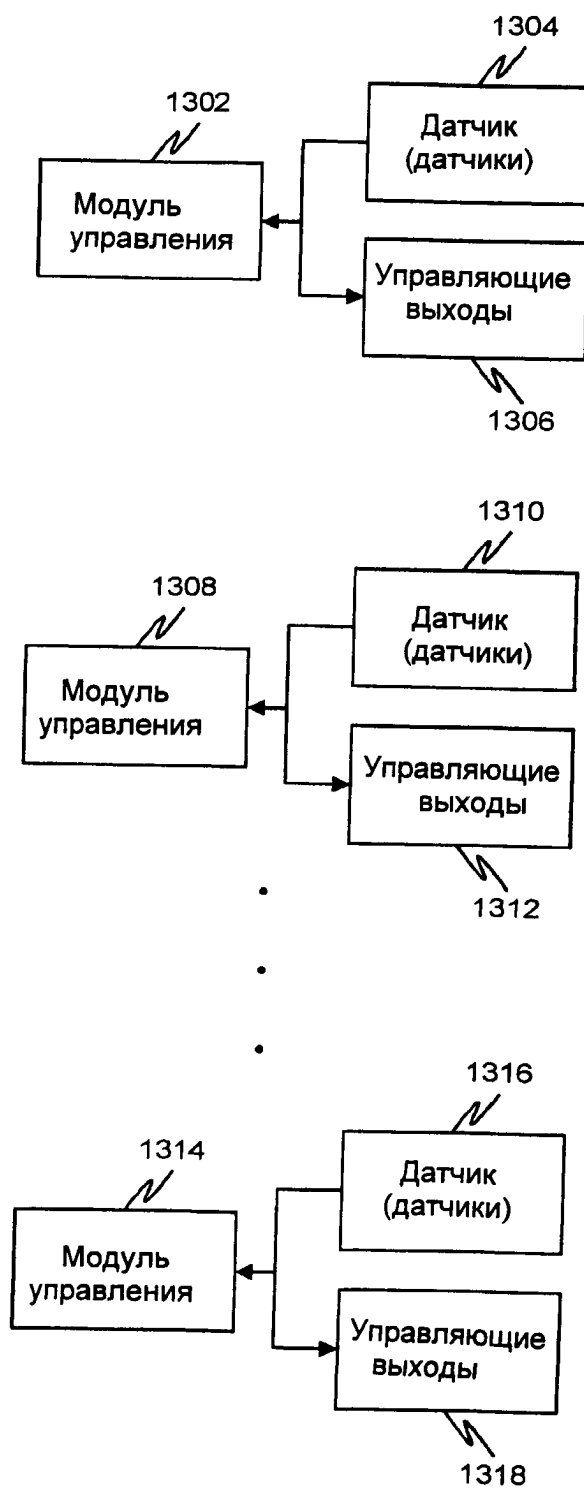 1304
1302
Датчик
(датчики)
Модуль
управления
Управляющие
выходы
1306
1310
1308
Датчик
(датчики)
Модуль
управления
Управляющие
выходы
1312
1316
1314
Датчик
(датчики)
Модуль
управления
Управляющие
выходы
1318